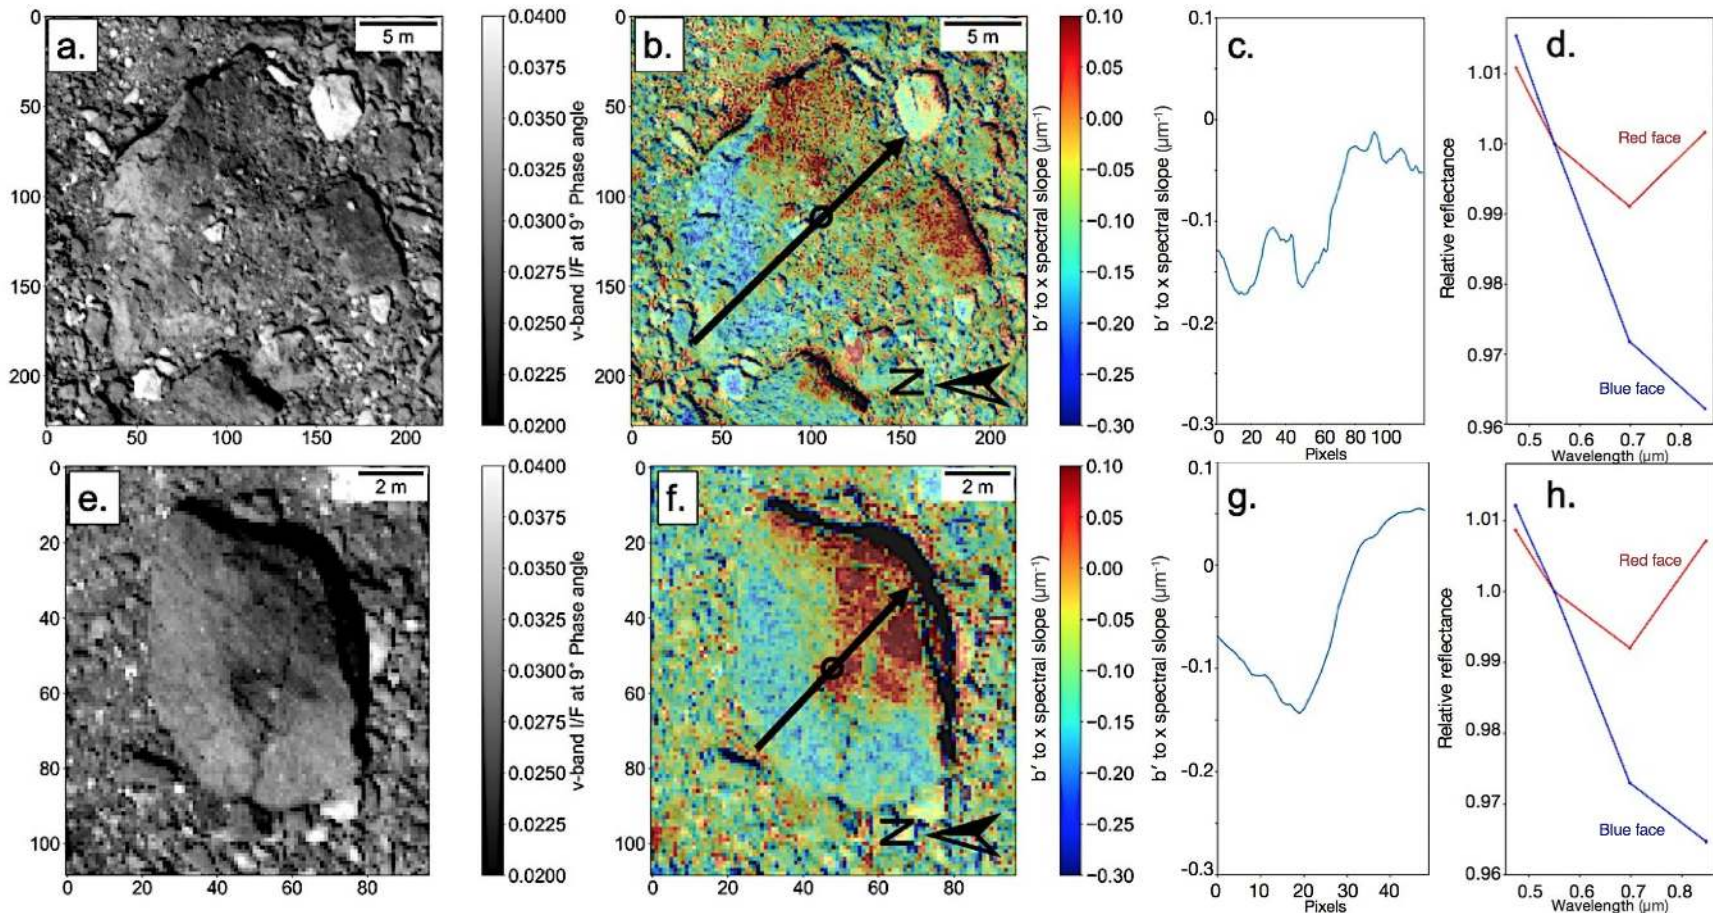 a.
5 m
0
50
100
150
200
0 50 100 150 200
0.0400
0.0375
0.0350
0.0325
0.0300
0.0275
0.0250
0.0225
0.0200
v-band I/F at 9° Phase angle
b.
5 m
0
50
100
150
200
0 50 100 150 200
N
0.10
0.05
0.00
−0.05
−0.10
−0.15
−0.20
−0.25
−0.30
b′ to x spectral slope (μm⁻¹)
c.
b′ to x spectral slope (μm⁻¹)
0.1
0
-0.1
-0.2
-0.3
0 20 40 60 80 100
Pixels
d.
Relative reflectance
1.01
1.0
0.99
0.98
0.97
0.96
Red face
Blue face
0.5 0.6 0.7 0.8
Wavelength (μm)
e.
2 m
0
20
40
60
80
100
0 20 40 60 80
0.0400
0.0375
0.0350
0.0325
0.0300
0.0275
0.0250
0.0225
0.0200
v-band I/F at 9° Phase angle
f.
2 m
0
20
40
60
80
100
0 20 40 60 80
N
0.10
0.05
0.00
−0.05
−0.10
−0.15
−0.20
−0.25
−0.30
b′ to x spectral slope (μm⁻¹)
g.
b′ to x spectral slope (μm⁻¹)
0.1
0
-0.1
-0.2
-0.3
0 10 20 30 40
Pixels
h.
Relative reflectance
1.01
1.0
0.99
0.98
0.97
0.96
Red face
Blue face
0.5 0.6 0.7 0.8
Wavelength (μm)